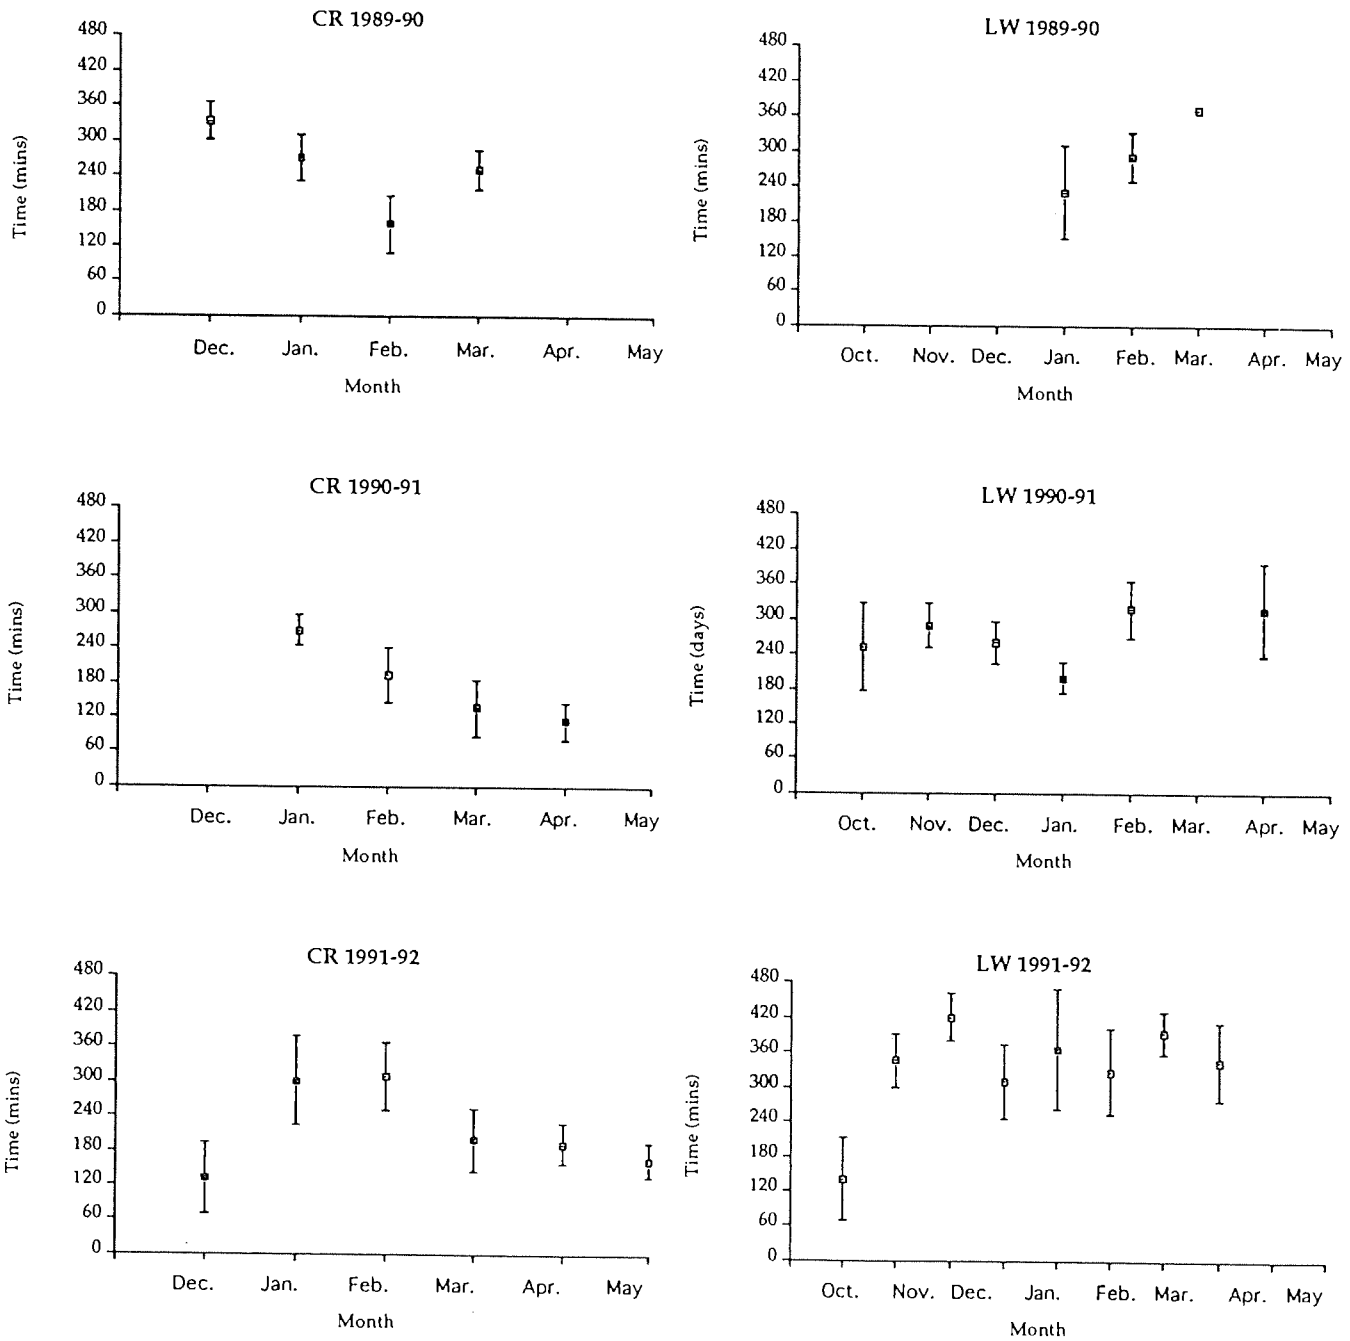 CR 1989-90
480
420
360
300
240
180
120
60
0
Time (mins)
Dec. Jan. Feb. Mar. Apr. May
Month
LW 1989-90
480
420
360
300
240
180
120
60
0
Time (mins)
Oct. Nov. Dec. Jan. Feb. Mar. Apr. May
Month
CR 1990-91
480
420
360
300
240
180
120
60
0
Time (mins)
Dec. Jan. Feb. Mar. Apr. May
Month
LW 1990-91
480
420
360
300
240
180
120
60
0
Time (days)
Oct. Nov. Dec. Jan. Feb. Mar. Apr. May
Month
CR 1991-92
480
420
360
300
240
180
120
60
0
Time (mins)
Dec. Jan. Feb. Mar. Apr. May
Month
LW 1991-92
480
420
360
300
240
180
120
60
0
Time (mins)
Oct. Nov. Dec. Jan. Feb. Mar. Apr. May
Month